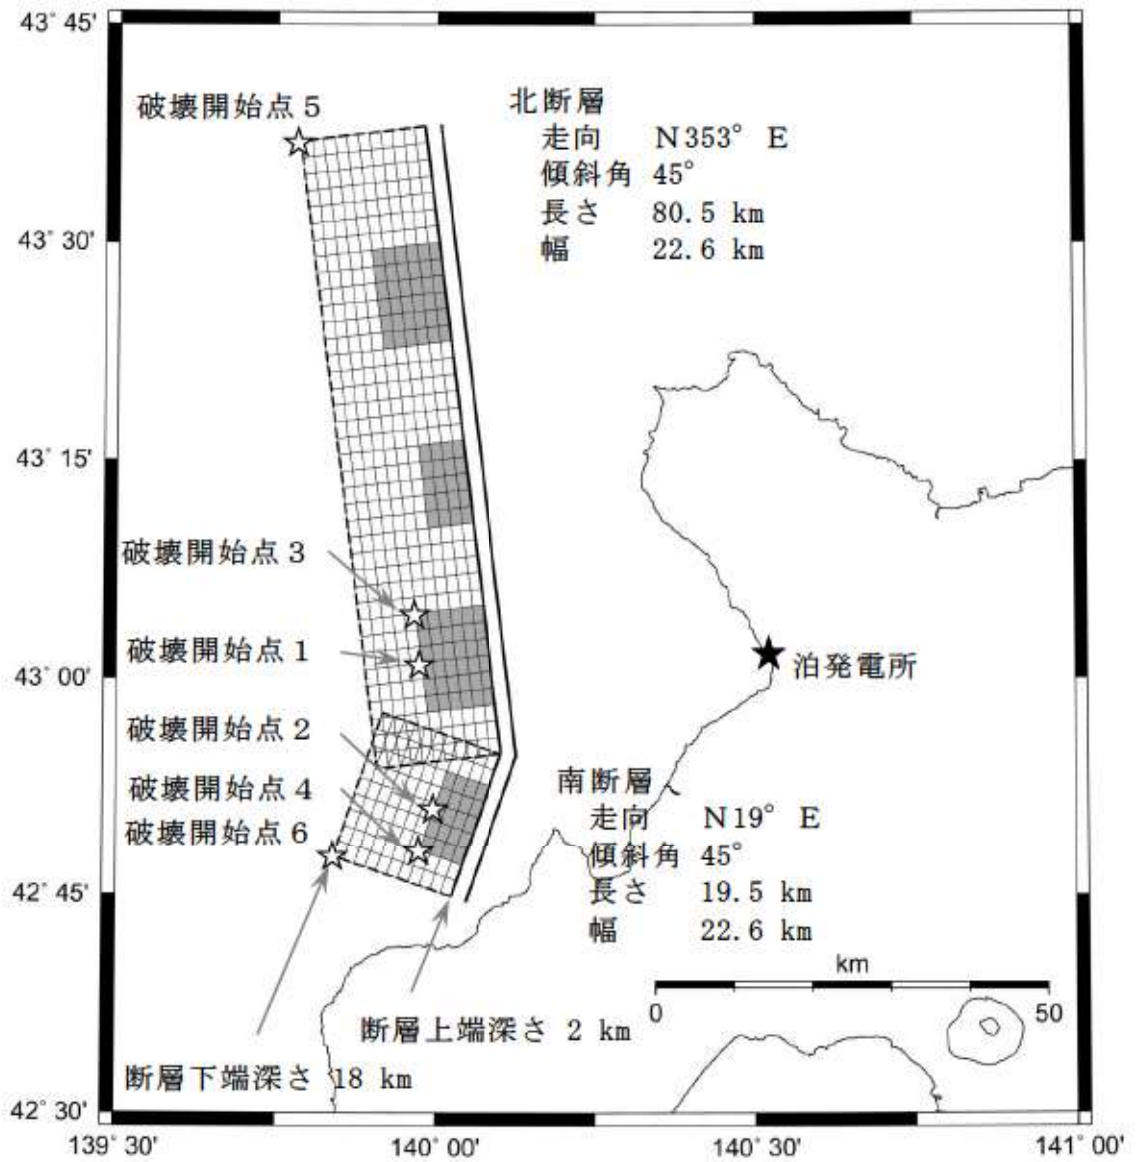 43° 45'
破壊開始点５
北断層
走向　Ｎ353° Ｅ
傾斜角 45°
長さ　80.5 km
幅　22.6 km
43° 30'
43° 15'
破壊開始点３
破壊開始点１
泊発電所
43° 00'
破壊開始点２
破壊開始点４
破壊開始点６
南断層
走向　Ｎ19° Ｅ
傾斜角 45°
長さ　19.5 km
幅　22.6 km
42° 45'
km
0
50
断層上端深さ 2 km
断層下端深さ 18 km
42° 30'
139° 30'
140° 00'
140° 30'
141° 00'